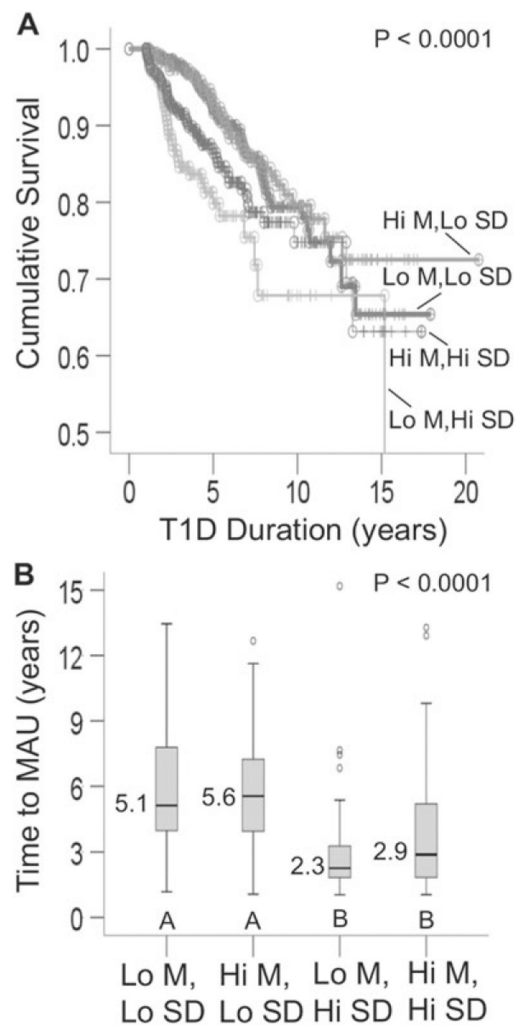 A
P < 0.0001
1.0
0.9
0.8
0.7
0.6
0.5
Cumulative Survival
Hi M,Lo SD
Lo M,Lo SD
Hi M,Hi SD
Lo M,Hi SD
0 5 10 15 20
T1D Duration (years)
B
P < 0.0001
15
12
9
6
3
0
Time to MAU (years)
5.1
5.6
2.3
2.9
A A B B
Lo M, Hi M, Lo M, Hi M,
Lo SD Lo SD Hi SD Hi SD